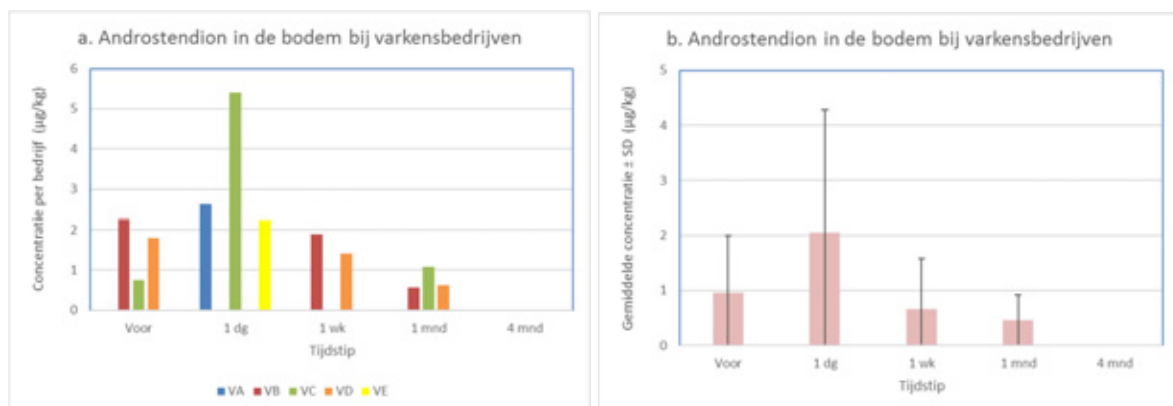 a. Androstendion in de bodem bij varkensbedrijven
Concentratie per bedrijf (µg/kg)
6
5
4
3
2
1
0
Voor 1 dg 1 wk 1 mnd 4 mnd
Tijdstip
VA VB VC VD VE
b. Androstendion in de bodem bij varkensbedrijven
Gemiddelde concentratie ± SD (µg/kg)
5
4
3
2
1
0
Voor 1 dg 1 wk 1 mnd 4 mnd
Tijdstip